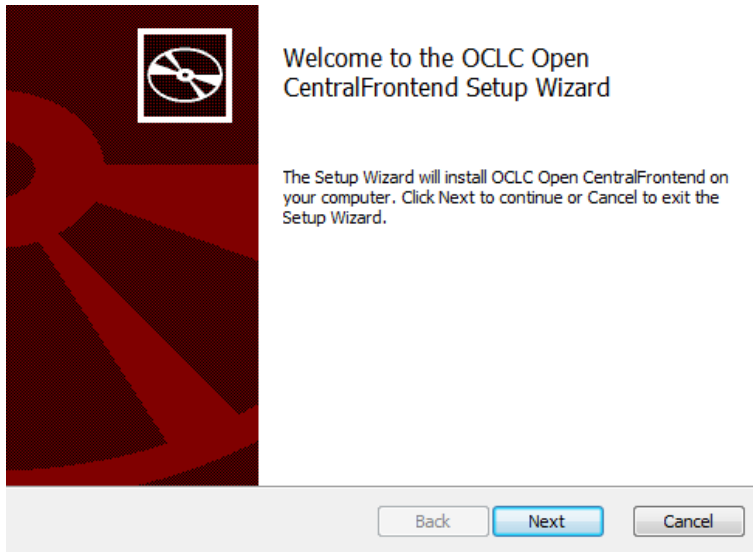 Welcome to the OCLC Open
CentralFrontend Setup Wizard
The Setup Wizard will install OCLC Open CentralFrontend on
your computer. Click Next to continue or Cancel to exit the
Setup Wizard.
Back Next Cancel